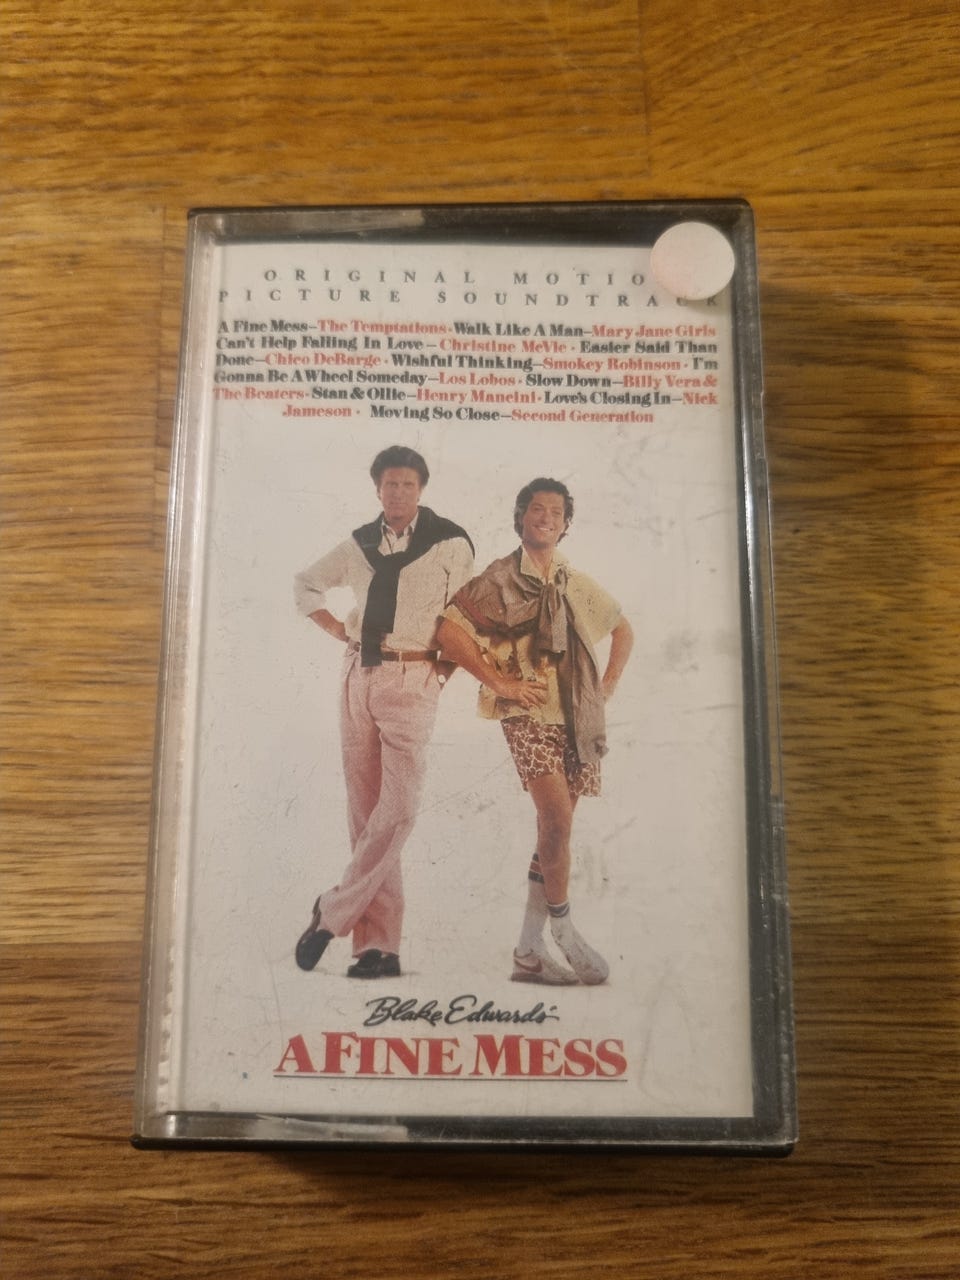 ORIGINAL MOTIO
PICTURE SOUNDTRACK
A Fine Mess–The Temptations · Walk Like A Man–Mary Jane Girls
Can't Help Falling In Love – Christine McVie · Easier Said Than
Done–Chico DeBarge · Wishful Thinking–Smokey Robinson · I'm
Gonna Be A Wheel Someday–Los Lobos · Slow Down–Billy Vera &
The Beaters · Stan & Ollie–Henry Mancini · Love's Closing In–Nick
Jameson · Moving So Close–Second Generation
Blake Edwards'
A FINE MESS